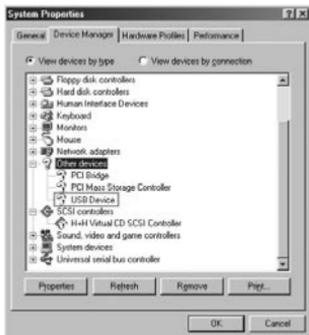 System Properties
General Device Manager Hardware Profiles Performance
View devices by type View devices by connection
Floppy disk controllers
Hard disk controllers
Human Interface Devices
Keyboard
Monitors
Mouse
Network adapters
Other devices
PCI Bridge
PCI Mass Storage Controller
USB Device
SCSI controllers
H+H Virtual CD SCSI Controller
Sound, video and game controllers
System devices
Universal serial bus controller
Properties Refresh Remove Print...
OK Cancel